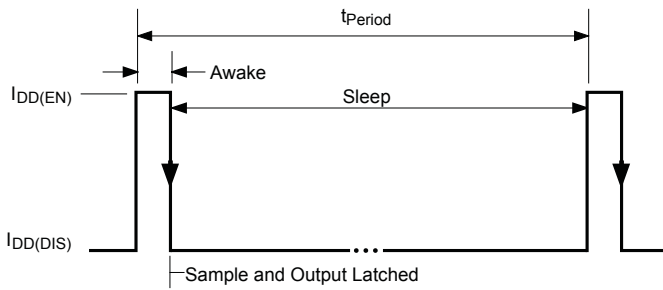 tPeriod
Awake
IDD(EN)
Sleep
IDD(DIS)
Sample and Output Latched